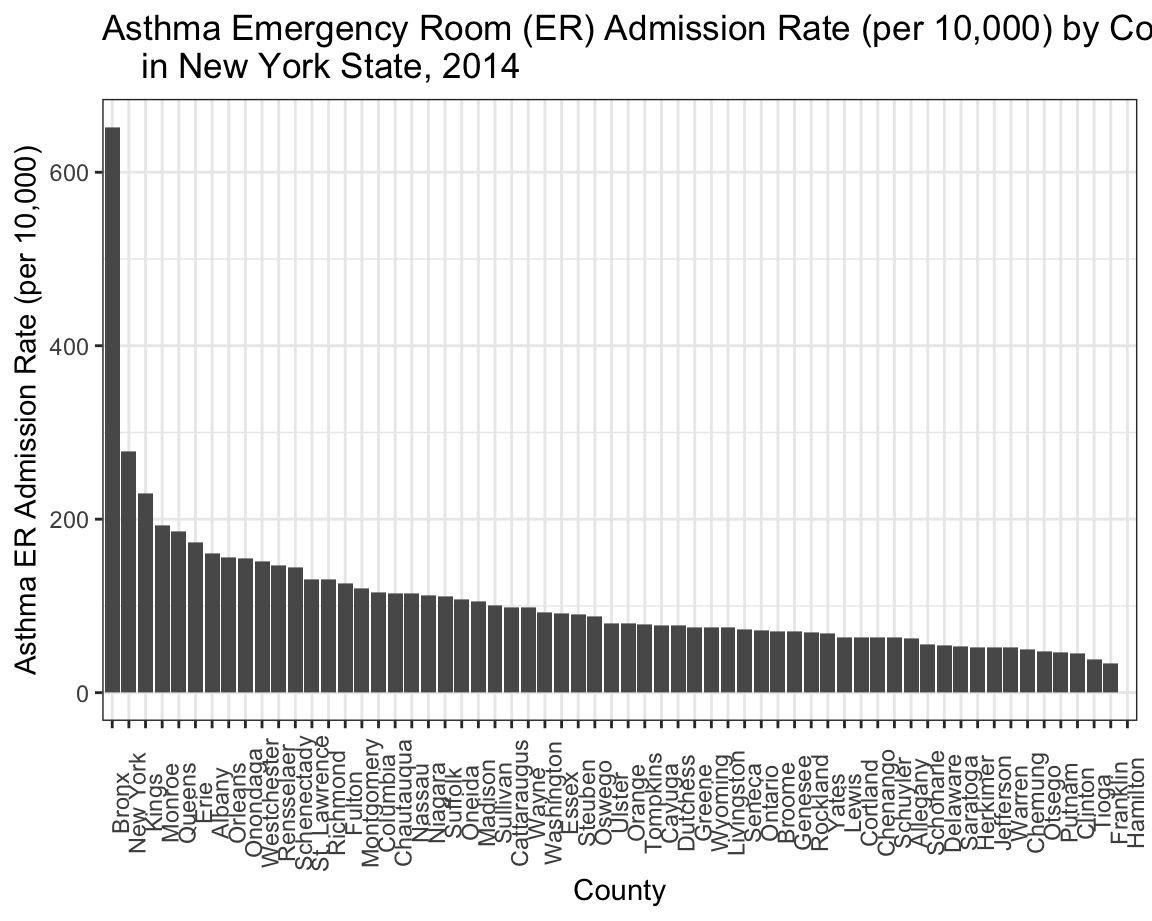 Asthma Emergency Room (ER) Admission Rate (per 10,000) by Co
in New York State, 2014
Asthma ER Admission Rate (per 10,000)
600
400
200
0
Bronx
New York
Kings
Monroe
Queens
Erie
Albany
Orleans
Onondaga
Westchester
Rensselaer
Schenectady
St. Lawrence
Richmond
Fulton
Montgomery
Columbia
Chautauqua
Nassau
Niagara
Suffolk
Oneida
Madison
Sullivan
Cattaraugus
Wayne
Washington
Essex
Steuben
Oswego
Ulster
Orange
Tompkins
Cayuga
Dutchess
Greene
Wyoming
Livingston
Seneca
Ontario
Broome
Genesee
Rockland
Yates
Lewis
Cortland
Chenango
Schuyler
Allegany
Schoharie
Delaware
Saratoga
Herkimer
Jefferson
Warren
Chemung
Otsego
Putnam
Clinton
Tioga
Franklin
Hamilton
County